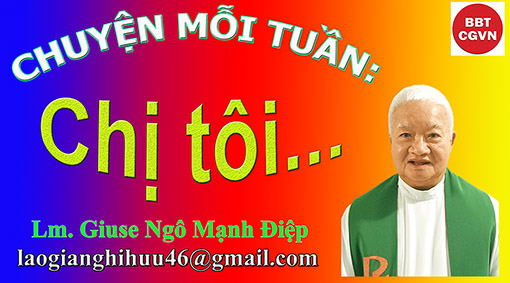 CHUYỆN MỖI TUẦN:
BBT
CGVN
Chị tôi...
Lm. Giuse Ngô Mạnh Điệp
laogianghihuu46@gmail.com